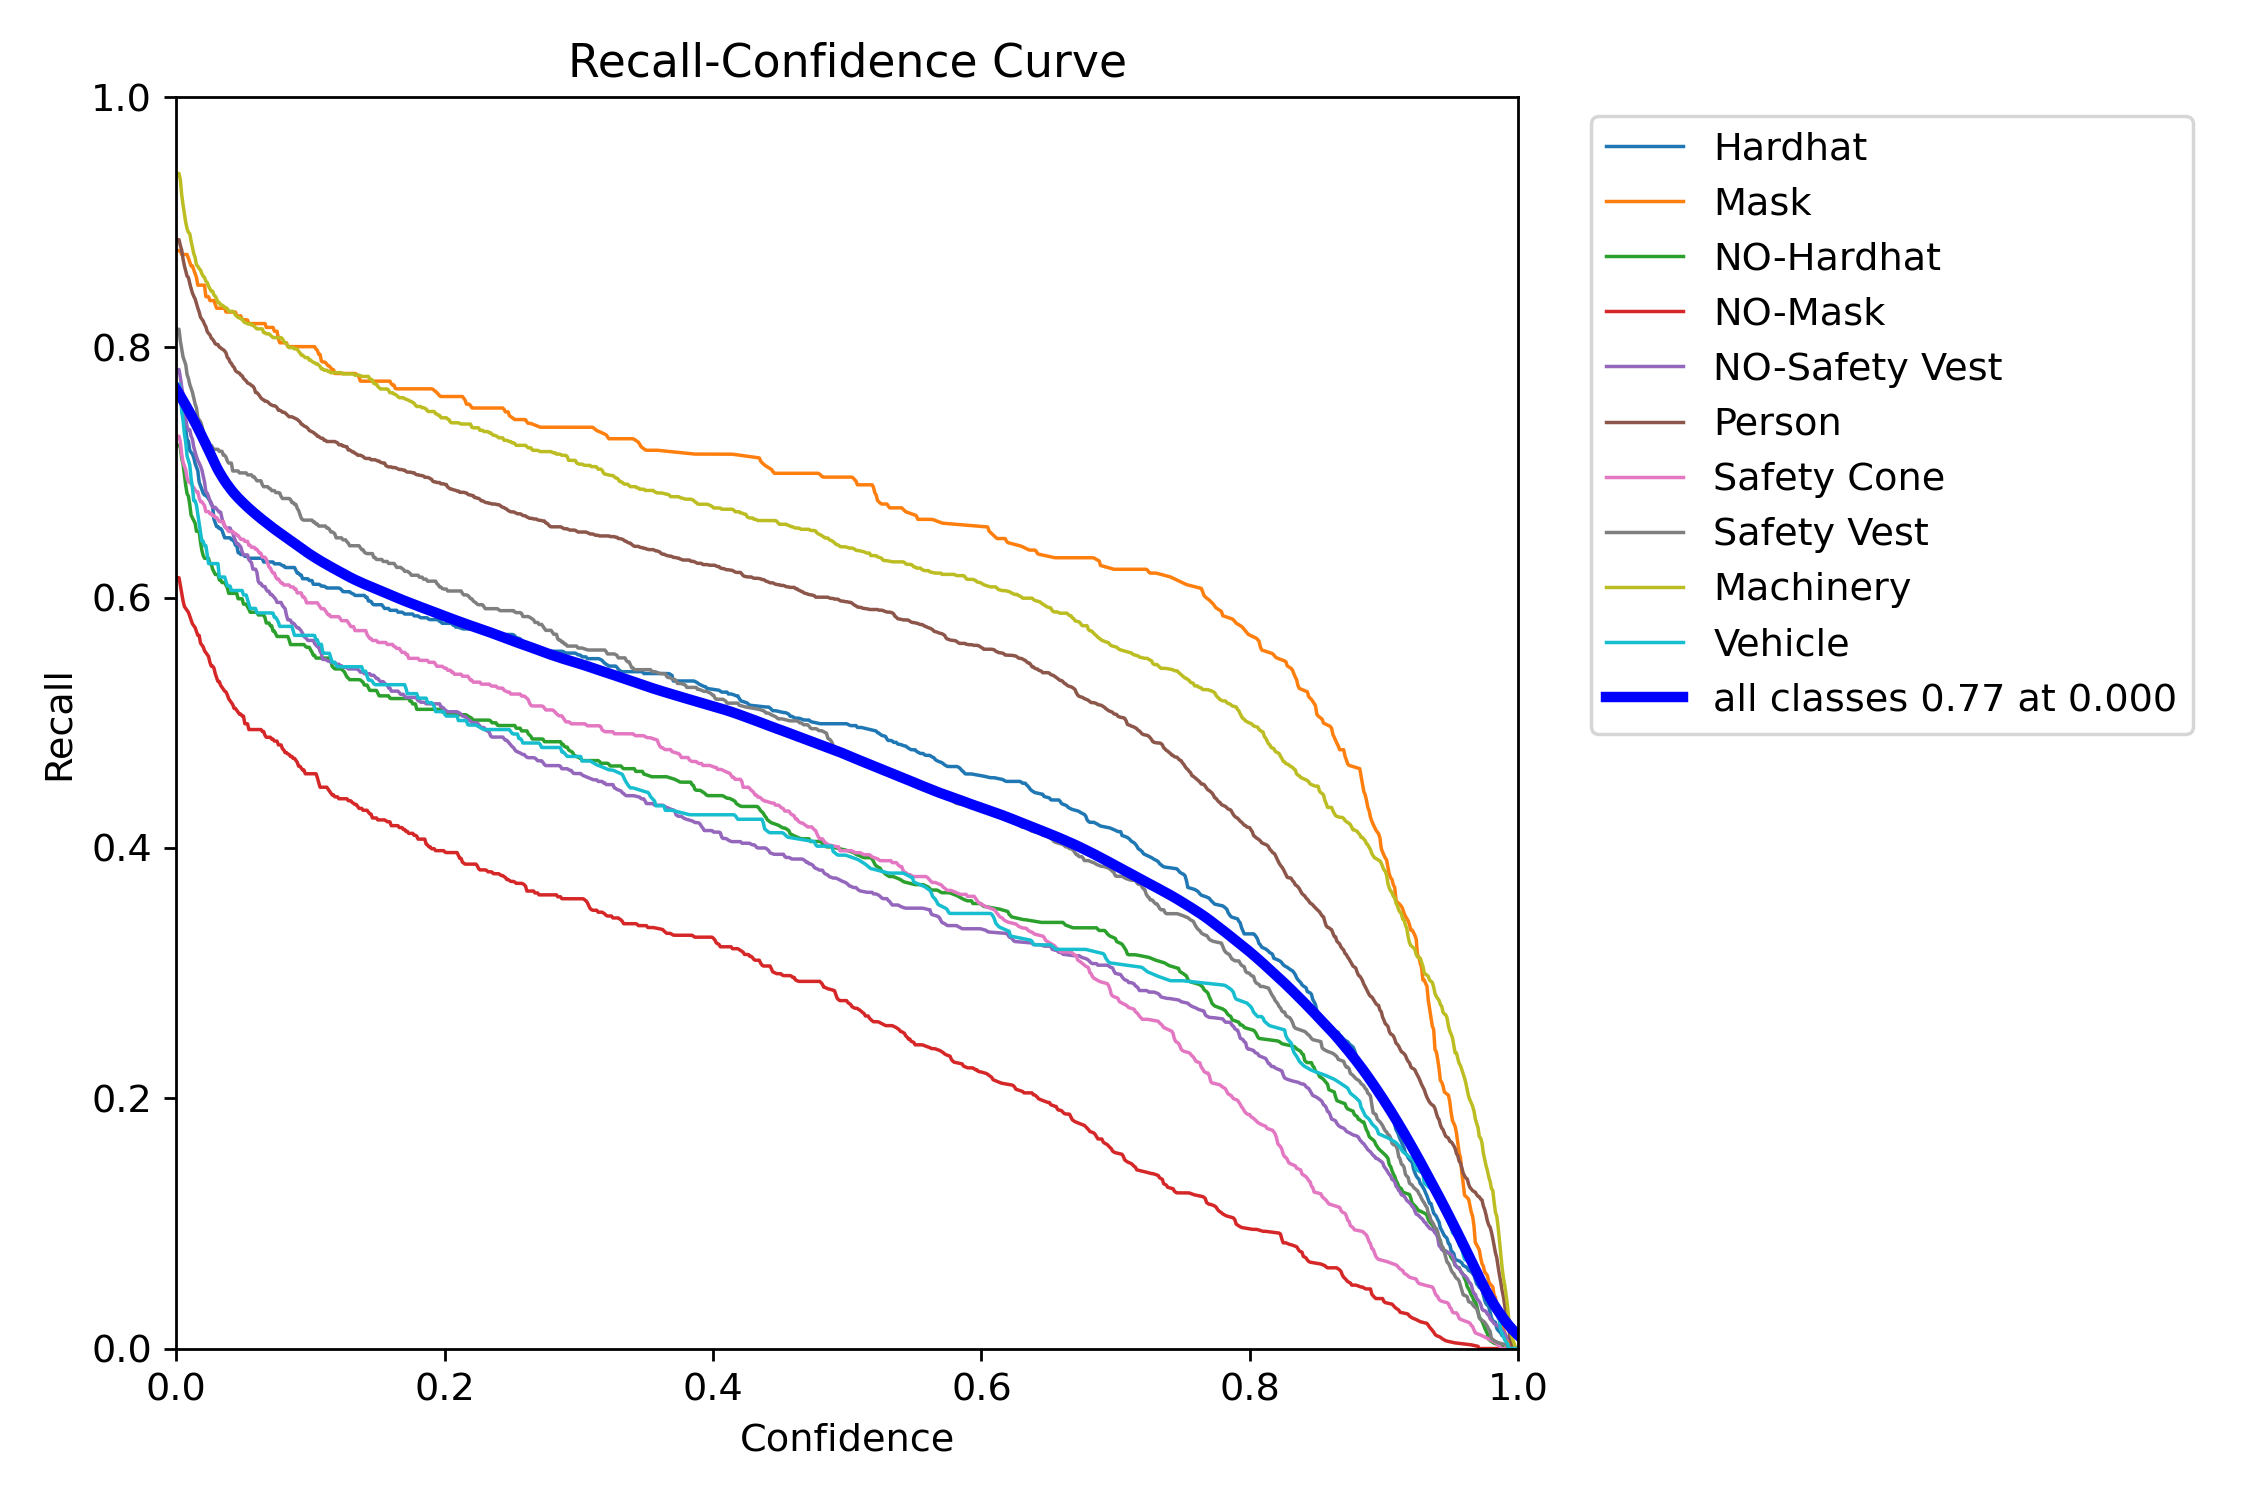 Recall-Confidence Curve
1.0
0.8
0.6
0.4
0.2
0.0
Recall
0.0 0.2 0.4 0.6 0.8 1.0
Confidence
Hardhat
Mask
NO-Hardhat
NO-Mask
NO-Safety Vest
Person
Safety Cone
Safety Vest
Machinery
Vehicle
all classes 0.77 at 0.000